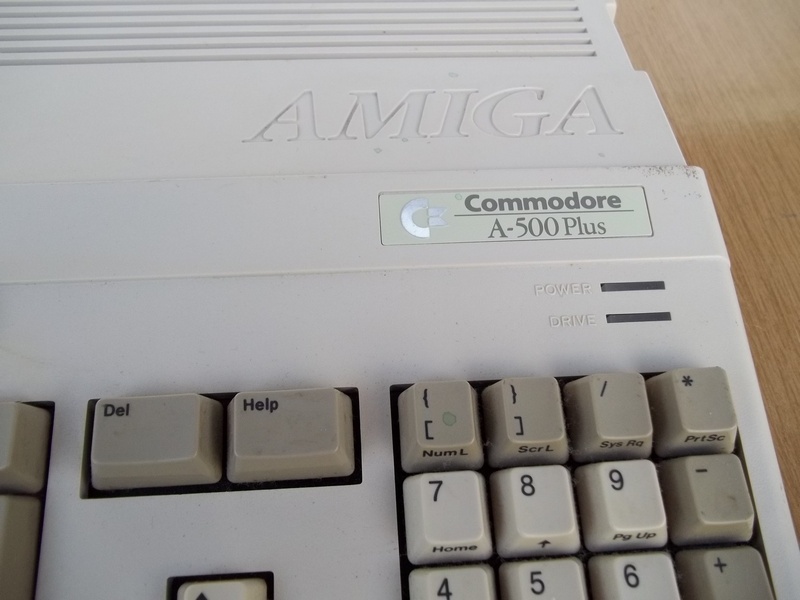 AMIGA
Commodore
A-500 Plus
POWER
DRIVE
Del
Help
{
[
Num L
}
]
Scr L
/
Sys Rq
*
PrtSc
7
Home
8
↑
9
Pg Up
-
4
5
6
+